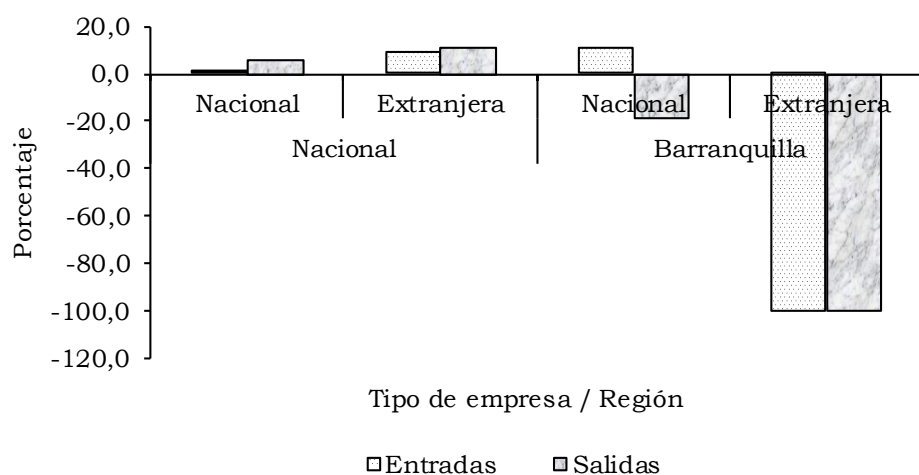 20,0
0,0
-20,0
-40,0
-60,0
-80,0
-100,0
-120,0
Porcentaje
Nacional Extranjera Nacional Extranjera
Nacional Barranquilla
Tipo de empresa / Región
Entradas Salidas